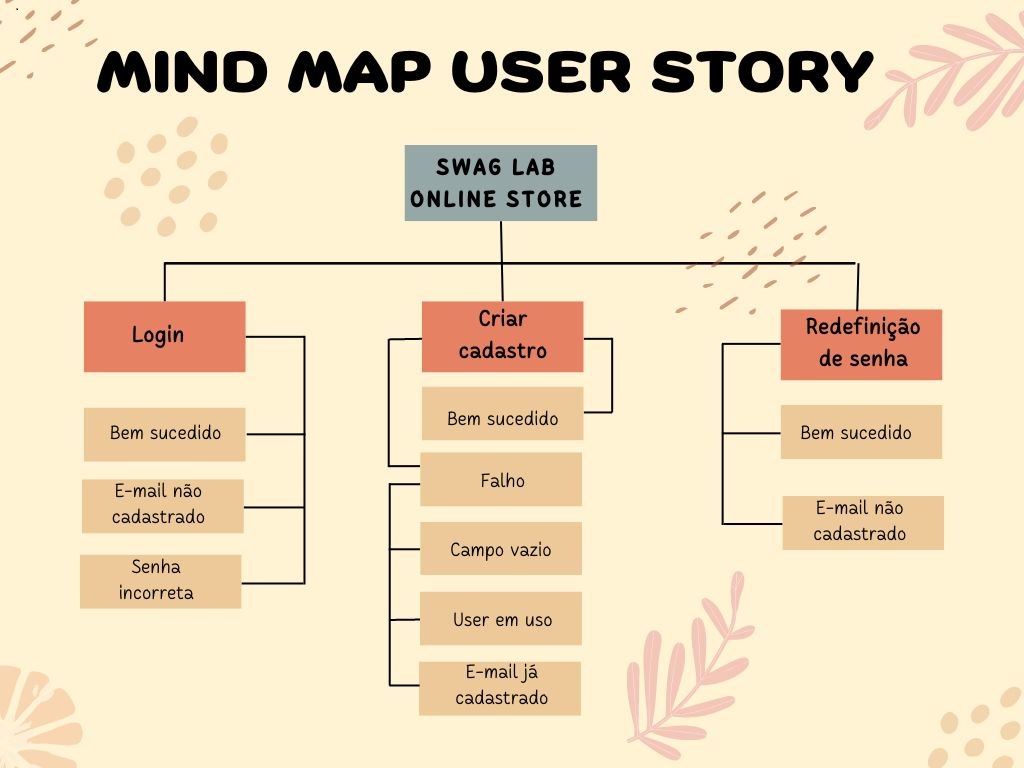 MIND MAP USER STORY
SWAG LAB
ONLINE STORE
Login
Bem sucedido
E-mail não
cadastrado
Senha
incorreta
Criar
cadastro
Bem sucedido
Falho
Campo vazio
User em uso
E-mail já
cadastrado
Redefinição
de senha
Bem sucedido
E-mail não
cadastrado